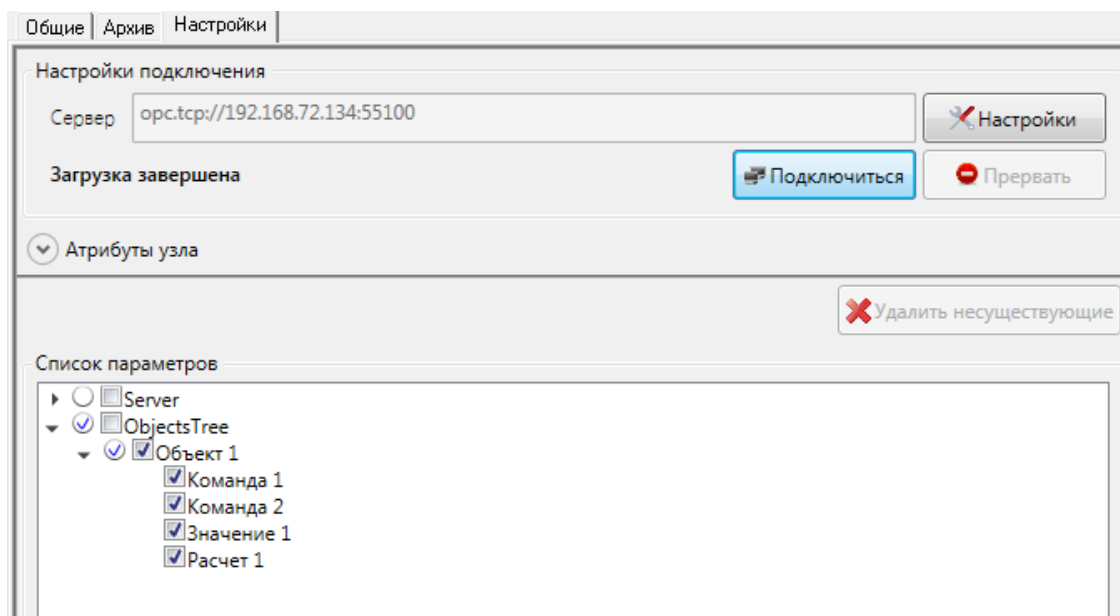 Общие Архив Настройки
Настройки подключения
Сервер opc.tcp://192.168.72.134:55100 Настройки
Загрузка завершена Подключиться Прервать
Атрибуты узла
Удалить несуществующие
Список параметров
Server
ObjectsTree
Объект 1
Команда 1
Команда 2
Значение 1
Расчет 1